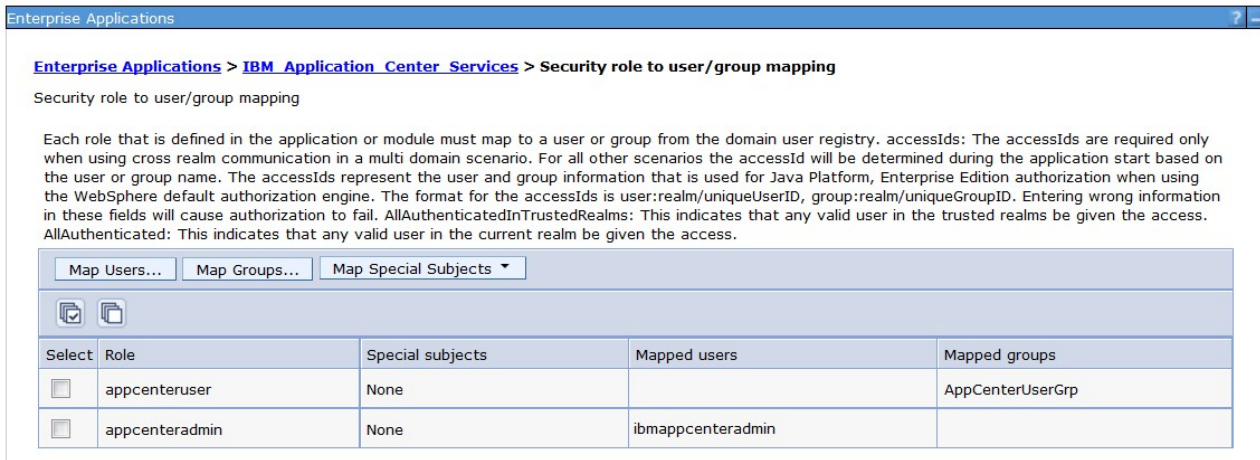 Enterprise Applications ? –
Enterprise Applications > IBM_Application_Center_Services > Security role to user/group mapping
Security role to user/group mapping
Each role that is defined in the application or module must map to a user or group from the domain user registry. accessIds: The accessIds are required only
when using cross realm communication in a multi domain scenario. For all other scenarios the accessId will be determined during the application start based on
the user or group name. The accessIds represent the user and group information that is used for Java Platform, Enterprise Edition authorization when using
the WebSphere default authorization engine. The format for the accessIds is user:realm/uniqueUserID, group:realm/uniqueGroupID. Entering wrong information
in these fields will cause authorization to fail. AllAuthenticatedInTrustedRealms: This indicates that any valid user in the trusted realms be given the access.
AllAuthenticated: This indicates that any valid user in the current realm be given the access.
Map Users... Map Groups... Map Special Subjects
Select Role Special subjects Mapped users Mapped groups
appcenteruser None AppCenterUserGrp
appcenteradmin None ibmappcenteradmin